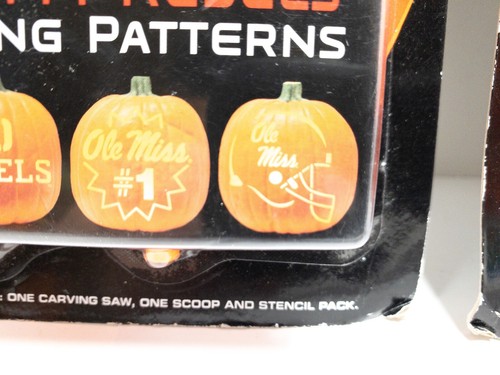 NG PATTERNS
ELS
Ole Miss
#1
Ole
Miss
: ONE CARVING SAW, ONE SCOOP AND STENCIL PACK.